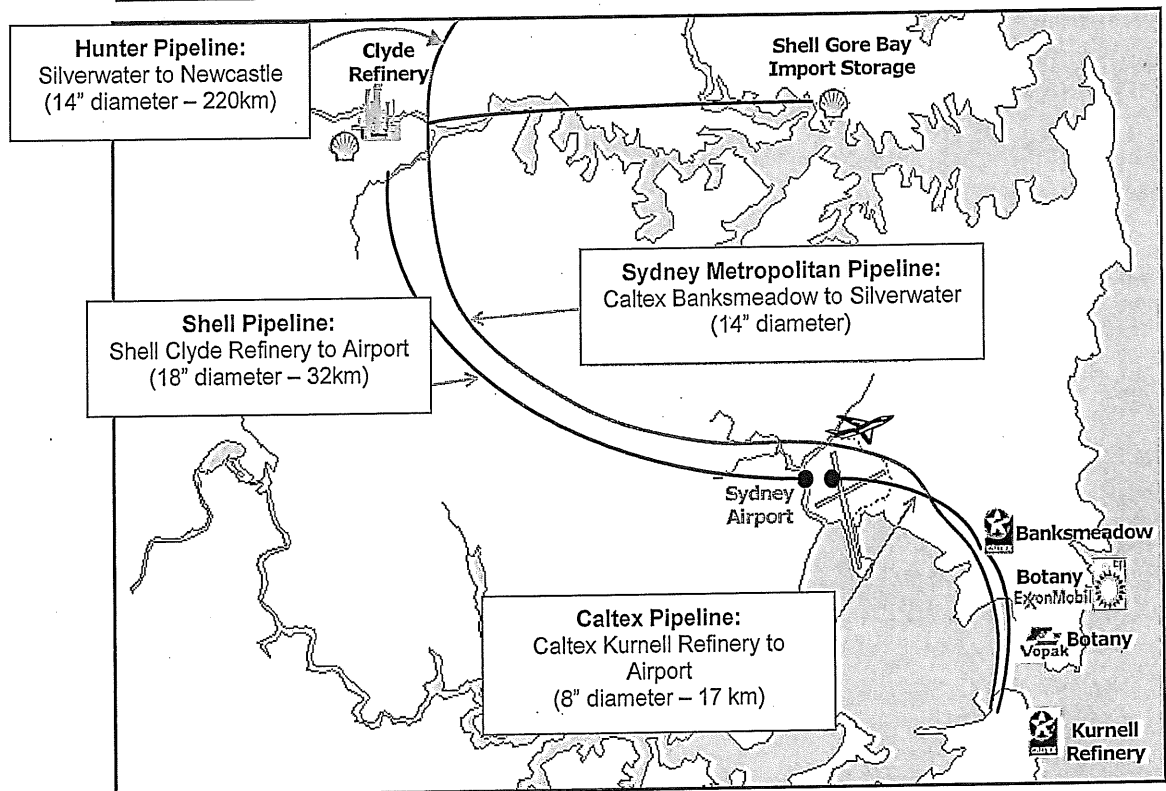 Hunter Pipeline:
Silverwater to Newcastle
(14" diameter – 220km)
Clyde
Refinery
Shell Gore Bay
Import Storage
Sydney Metropolitan Pipeline:
Caltex Banksmeadow to Silverwater
(14" diameter)
Shell Pipeline:
Shell Clyde Refinery to Airport
(18" diameter – 32km)
Sydney
Airport
Banksmeadow
Botany
ExxonMobil
Vopak
Botany
Caltex Pipeline:
Caltex Kurnell Refinery to
Airport
(8" diameter – 17 km)
Kurnell
Refinery